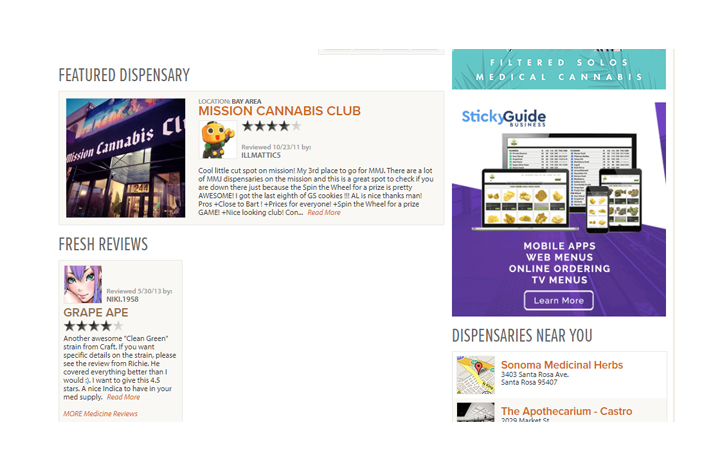 FILTERED SOLOS
MEDICAL CANNABIS
FEATURED DISPENSARY
Mission Cannabis Clu
LOCATION: BAY AREA
MISSION CANNABIS CLUB
Reviewed 10/23/11 by:
ILLMATTICS
Cool little cut spot on mission! My 3rd place to go for MMJ. There are a lot
of MMJ dispensaries on the mission and this is a great spot to check if you
are down there just because the Spin the Wheel for a prize is pretty
AWESOME! I got the last eighth of GS cookies !!! AL is nice thanks man!
Pros +Close to Bart ! +Prizes for everyone! +Spin the Wheel for a prize
GAME! +Nice looking club! Con... Read More
StickyGuide
BUSINESS
MOBILE APPS
WEB MENUS
ONLINE ORDERING
TV MENUS
Learn More
FRESH REVIEWS
Reviewed 5/30/13 by:
NIKI.1958
GRAPE APE
Another awesome "Clean Green"
strain from Craft. If you want
specific details on the strain, please
see the review from Richie. He
covered everything better than I
would :). I want to give this 4.5
stars. A nice Indica to have in your
med supply. Read More
MORE Medicine Reviews
DISPENSARIES NEAR YOU
Sonoma Medicinal Herbs
3403 Santa Rosa Ave.
Santa Rosa 95407
The Apothecarium - Castro
2029 Market St